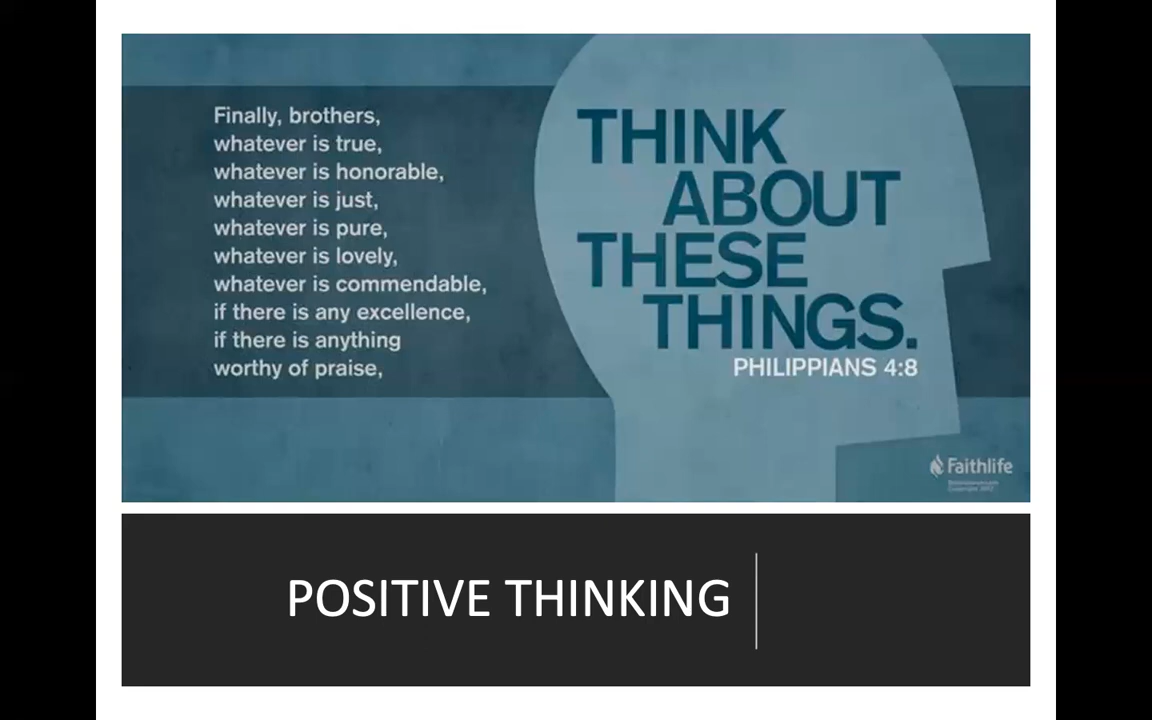 Finally, brothers,
whatever is true,
whatever is honorable,
whatever is just,
whatever is pure,
whatever is lovely,
whatever is commendable,
if there is any excellence,
if there is anything
worthy of praise,
THINK
ABOUT
THESE
THINGS.
PHILIPPIANS 4:8
Faithlife
POSITIVE THINKING